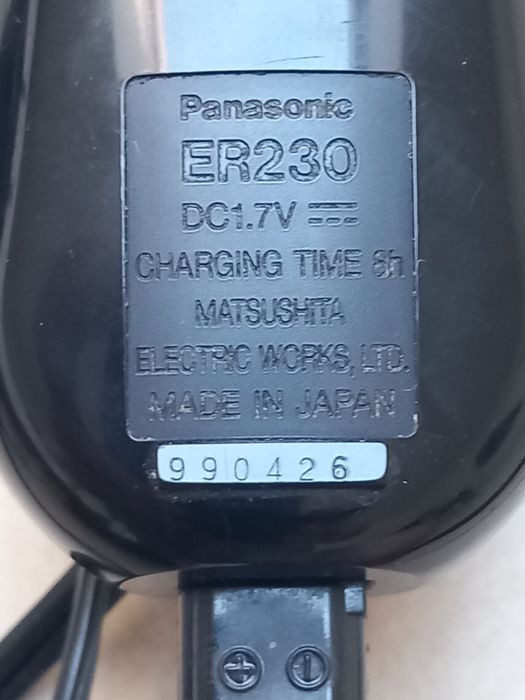 Panasonic
ER230
DC1.7V
CHARGING TIME 8h
MATSUSHITA
ELECTRIC WORKS, LTD.
MADE IN JAPAN
990426